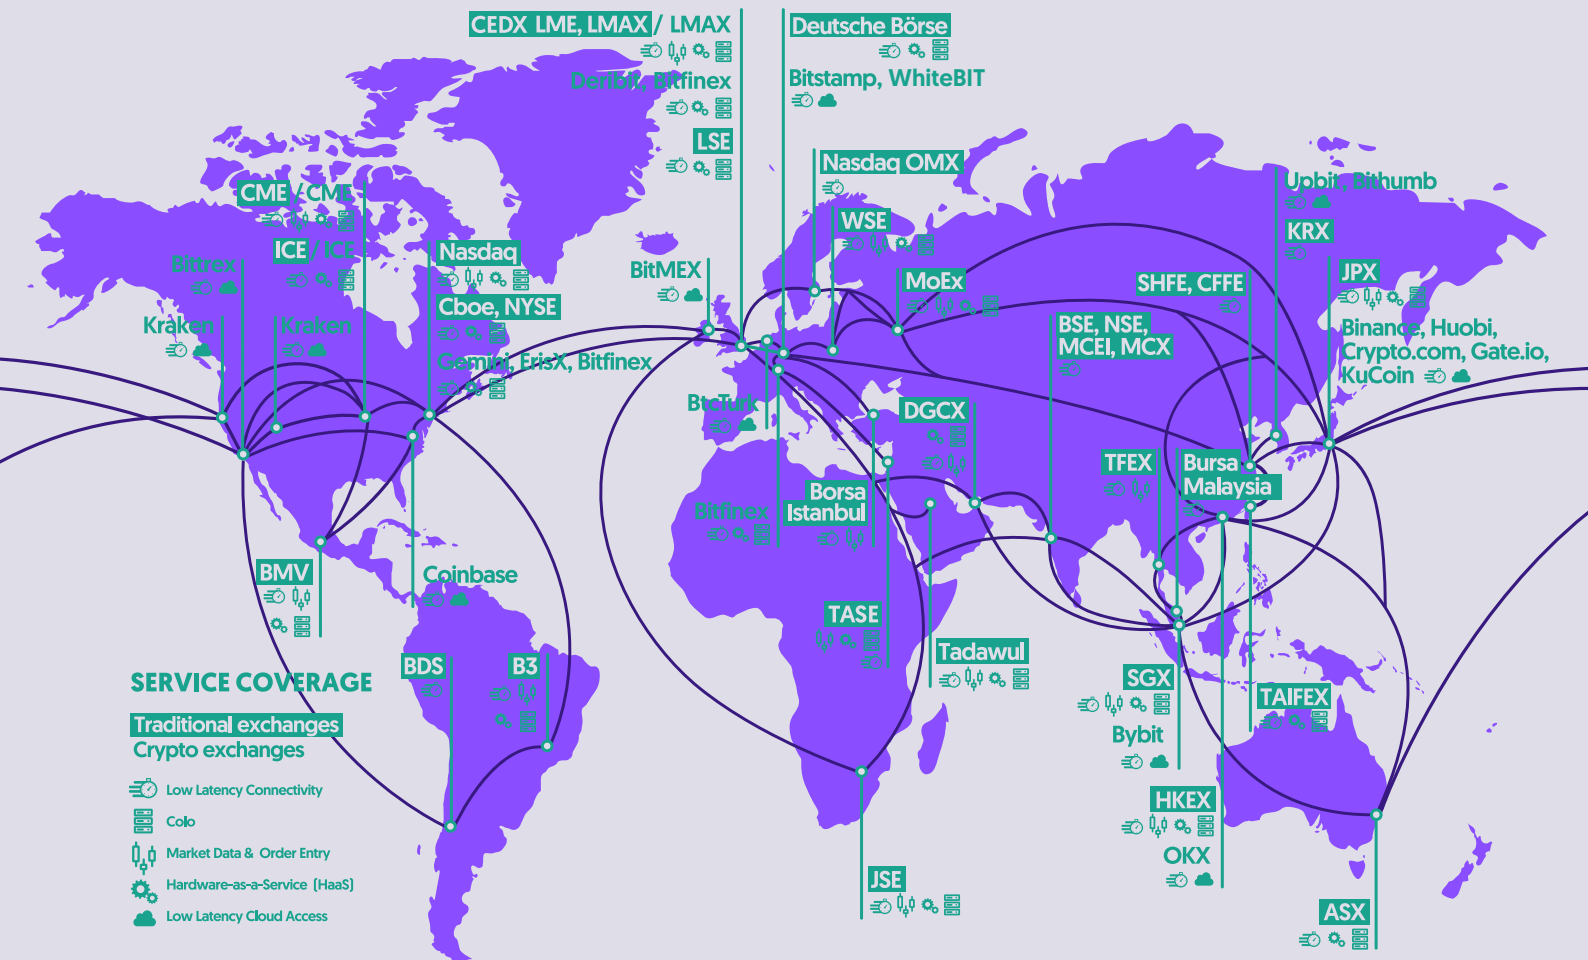 CEDX LME, LMAX / LMAX
Deribit, Bitfinex
LSE
Deutsche Börse
Bitstamp, WhiteBIT
Nasdaq OMX
WSE
MoEx
CME / CME
ICE / ICE
Bittrex
Kraken
Kraken
Nasdaq
Cboe, NYSE
Gemini, ErisX, Bitfinex
BitMEX
BtcTurk
Bitfinex
Borsa
Istanbul
DGCX
BSE, NSE,
MCEI, MCX
SHFE, CFFE
Upbit, Bithumb
KRX
JPX
Binance, Huobi,
Crypto.com, Gate.io,
KuCoin
TFEX
Bursa
Malaysia
BMV
Coinbase
BDS
B3
TASE
Tadawul
SGX
Bybit
TAIFEX
HKEX
OKX
JSE
ASX
SERVICE COVERAGE
Traditional exchanges
Crypto exchanges
Low Latency Connectivity
Colo
Market Data & Order Entry
Hardware-as-a-Service (HaaS)
Low Latency Cloud Access